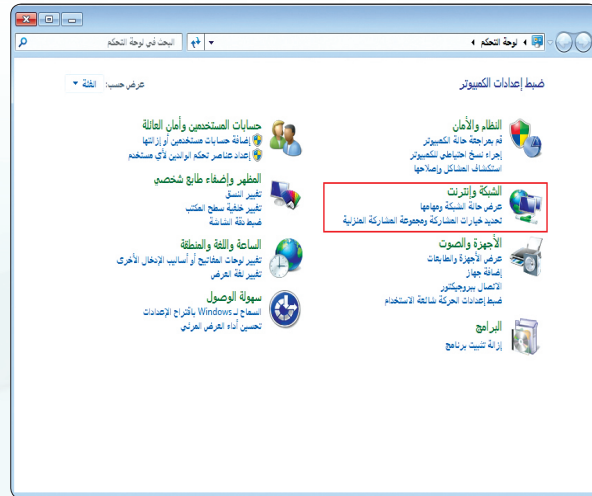 لوحة التحكم
البحث في لوحة التحكم
ضبط إعدادات الكمبيوتر
عرض حسب: الفئة
النظام والأمان
قم بمراجعة حالة الكمبيوتر
إجراء نسخ احتياطي للكمبيوتر
استكشاف المشاكل وإصلاحها
الشبكة وإنترنت
عرض حالة الشبكة ومهامها
تحديد خيارات المشاركة ومجموعة المشاركة المنزلية
الأجهزة والصوت
عرض الأجهزة والطابعات
إضافة جهاز
الاتصال ببروجيكتور
ضبط إعدادات الحركة شائعة الاستخدام
البرامج
إزالة تثبيت برنامج
حسابات المستخدمين وأمان العائلة
إضافة حسابات مستخدمين أو إزالتها
إعداد عناصر تحكم الوالدين لأي مستخدم
المظهر وإضفاء طابع شخصي
تغيير النسق
تغيير خلفية سطح المكتب
ضبط دقة الشاشة
الساعة واللغة والمنطقة
تغيير لوحات المفاتيح أو أساليب الإدخال الأخرى
تغيير لغة العرض
سهولة الوصول
السماح لـ Windows باقتراح الإعدادات
تحسين أداء العرض المرئي